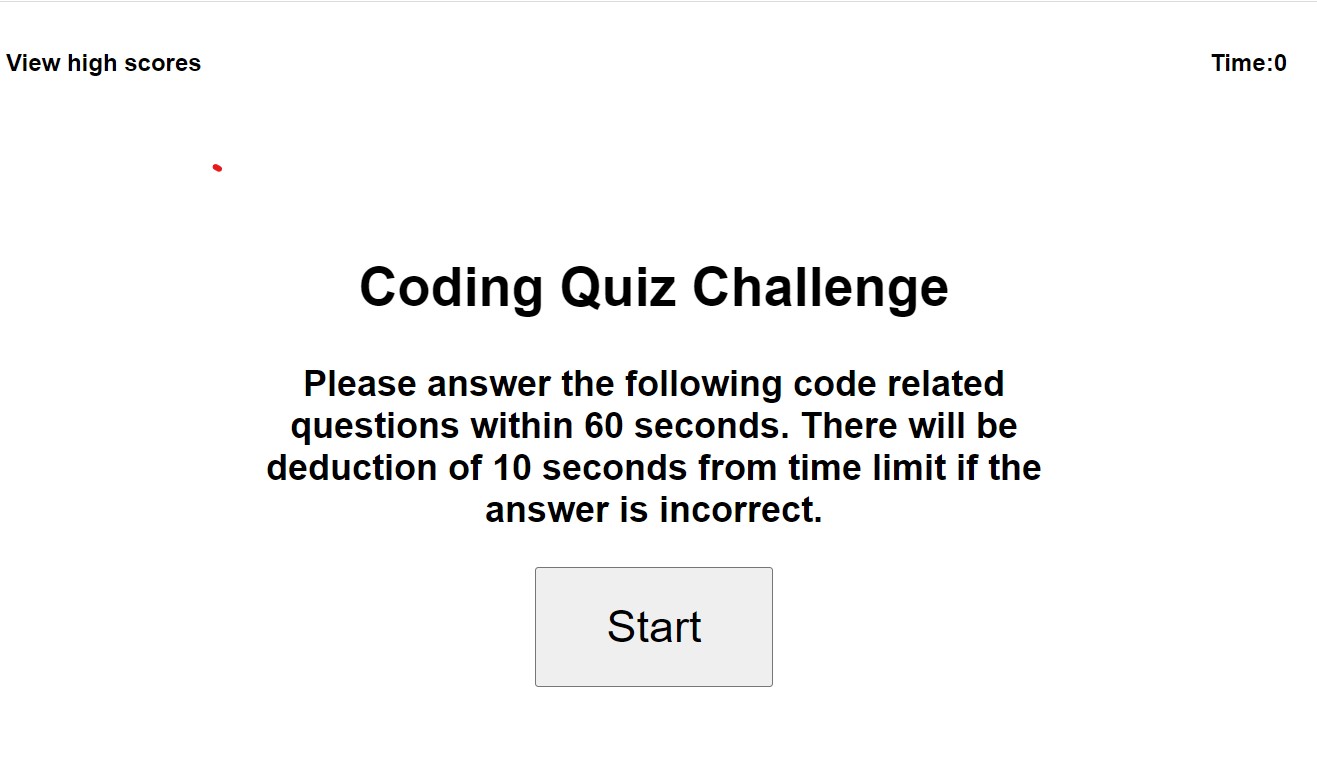 View high scores
Time:0
Coding Quiz Challenge
Please answer the following code related
questions within 60 seconds. There will be
deduction of 10 seconds from time limit if the
answer is incorrect.
Start